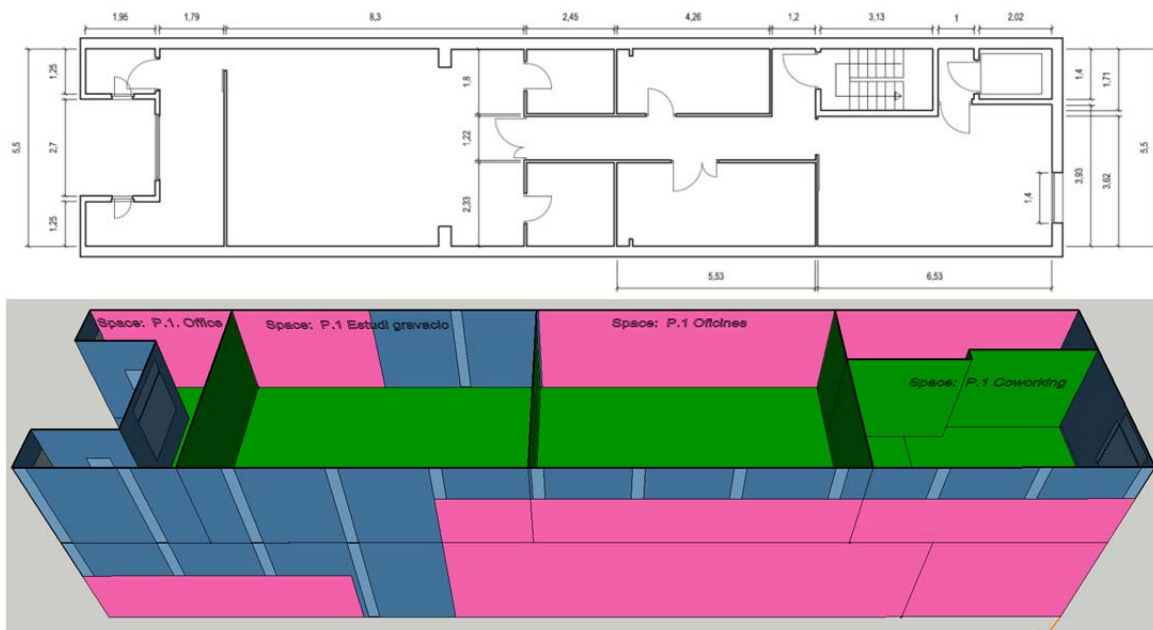 1,95 1,79 8,3 2,45 4,26 1,2 3,13 1 2,02
5,5
1,25
2,7
1,25
1,8
1,22
2,33
1,4
1,4
1,71
3,93
3,62
5,5
5,53 6,53
Space: P.1. Office
Space: P.1 Estudi gravacio
Space: P.1 Oficines
Space: P.1 Coworking